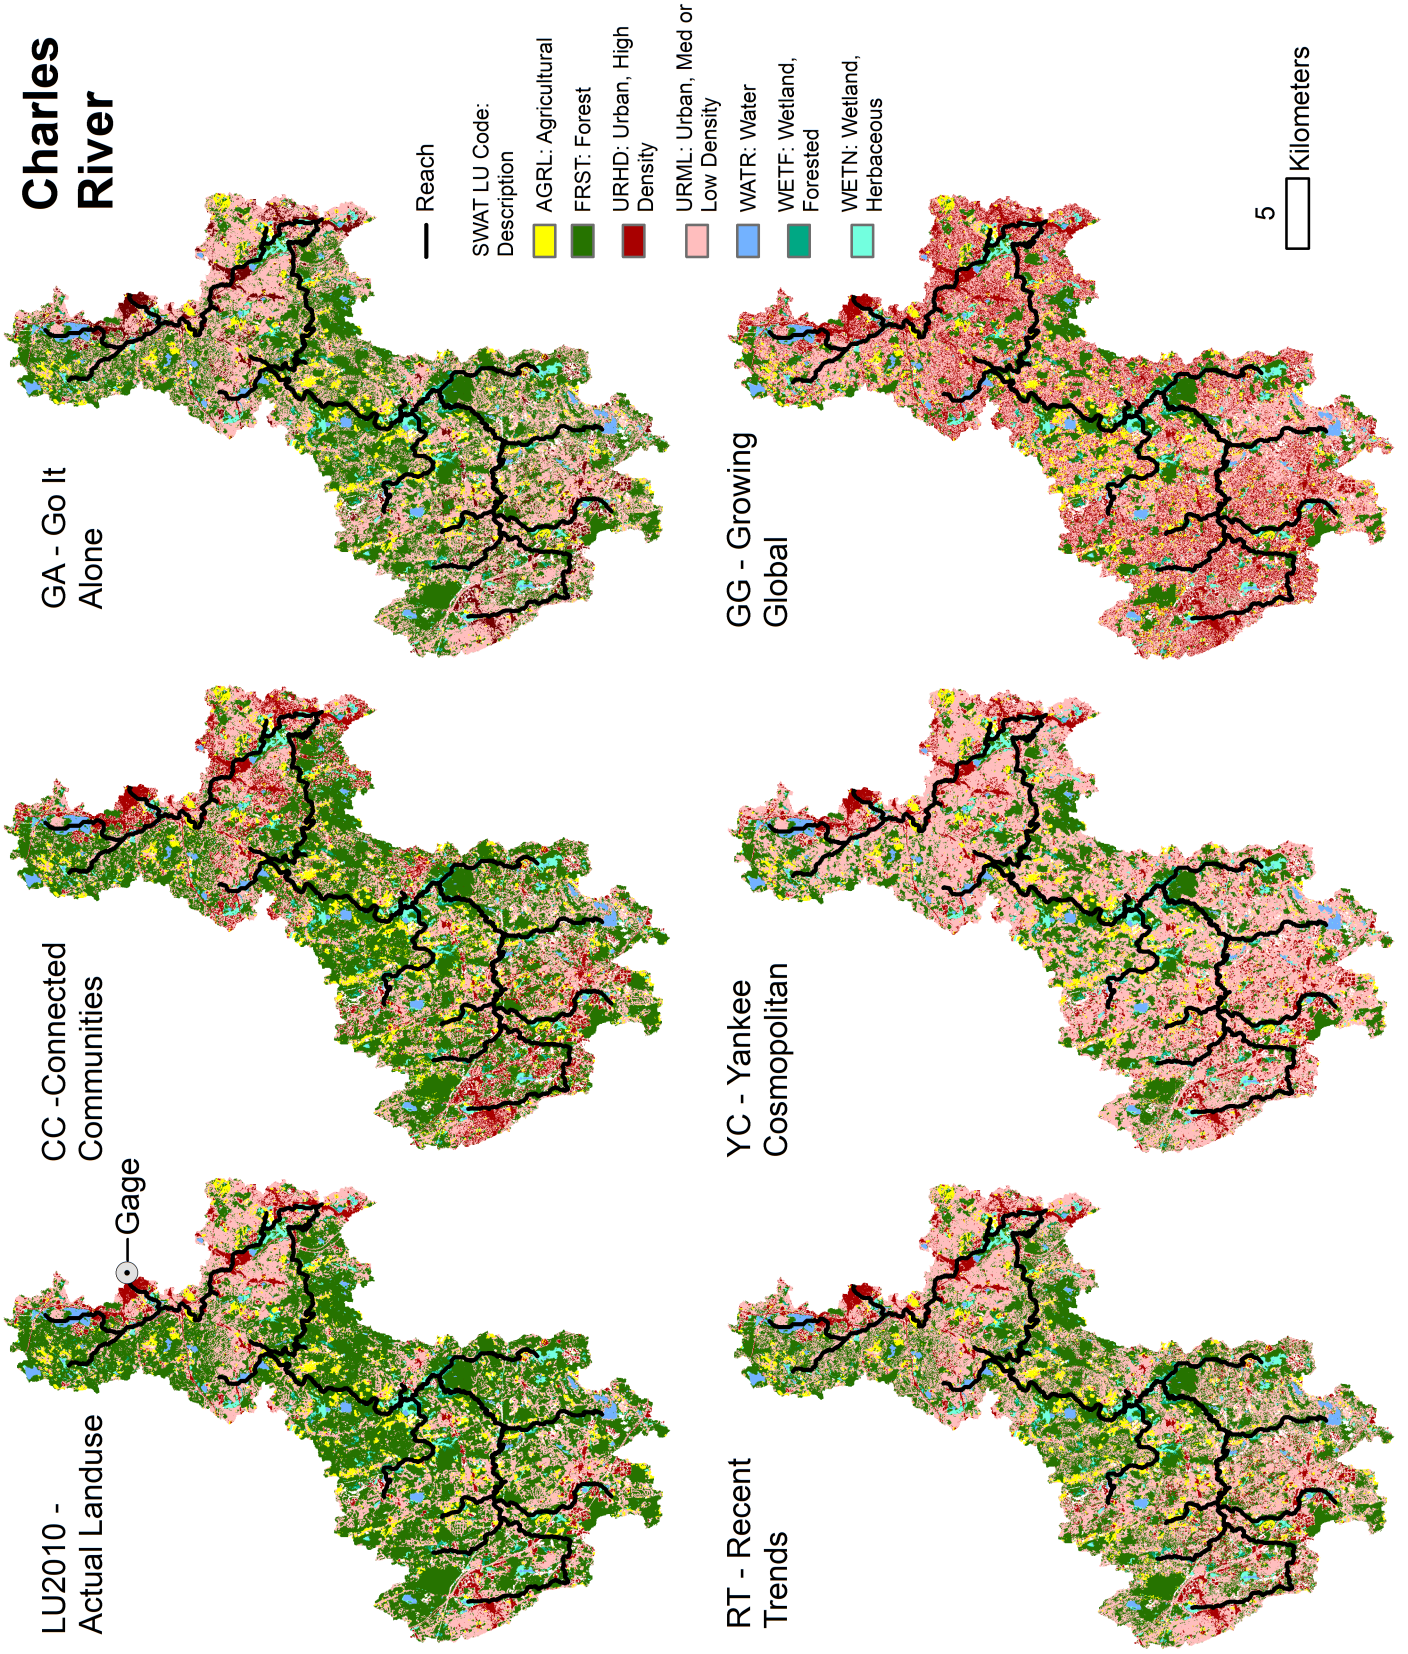 Charles
River
LU2010 -
Actual Landuse
Gage
CC -Connected
Communities
GA - Go It
Alone
Reach
SWAT LU Code:
Description
AGRL: Agricultural
FRST: Forest
URHD: Urban, High
Density
URML: Urban, Med or
Low Density
WATR: Water
WETF: Wetland,
Forested
WETN: Wetland,
Herbaceous
RT - Recent
Trends
YC - Yankee
Cosmopolitan
GG - Growing
Global
5
Kilometers